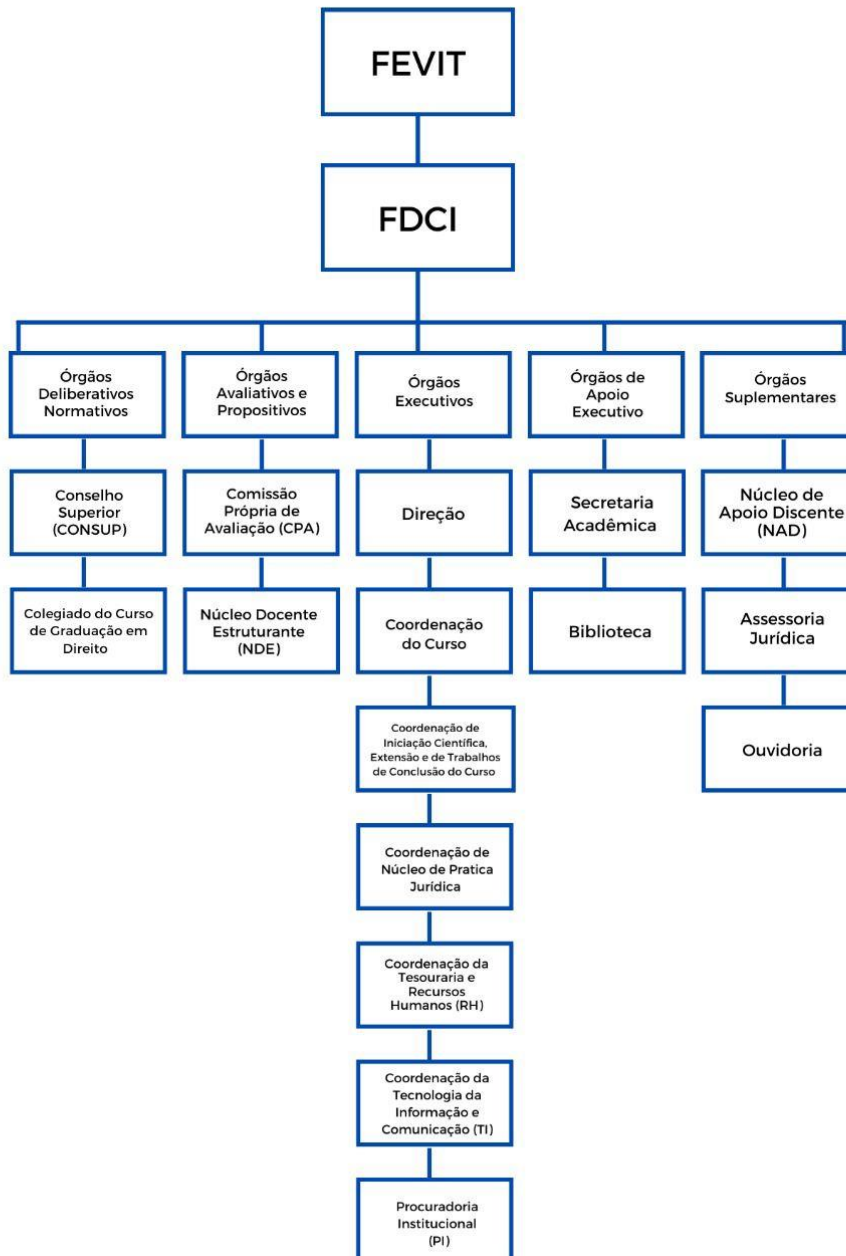 FEVIT
FDCI
Órgãos
Deliberativos
Normativos
Órgãos
Avaliativos e
Propositivos
Órgãos
Executivos
Órgãos de
Apoio
Executivo
Órgãos
Suplementares
Conselho
Superior
(CONSUP)
Comissão
Própria de
Avaliação (CPA)
Direção
Secretaria
Acadêmica
Núcleo de
Apoio Discente
(NAD)
Colegiado do Curso
de Graduação em
Direito
Núcleo Docente
Estruturante
(NDE)
Coordenação
do Curso
Biblioteca
Assessoria
Jurídica
Coordenação de
Iniciação Científica,
Extensão e de Trabalhos
de Conclusão do Curso
Ouvidoria
Coordenação de
Núcleo de Pratica
Jurídica
Coordenação da
Tesouraria e
Recursos
Humanos (RH)
Coordenação da
Tecnologia da
Informação e
Comunicação (TI)
Procuradoria
Institucional
(PI)